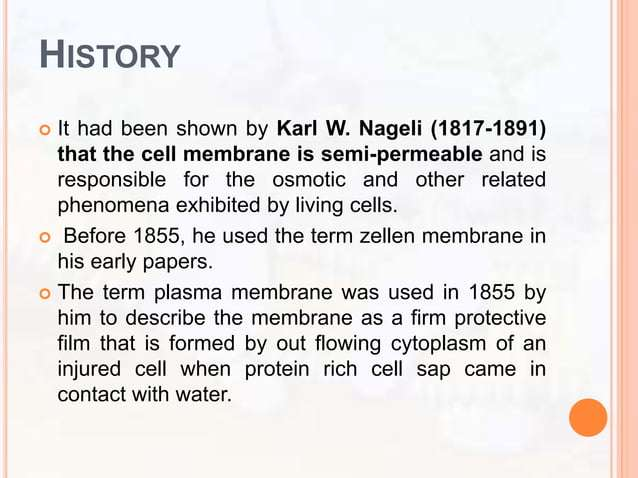 HISTORY
It had been shown by Karl W. Nageli (1817-1891)
that the cell membrane is semi-permeable and is
responsible for the osmotic and other related
phenomena exhibited by living cells.
Before 1855, he used the term zellen membrane in
his early papers.
The term plasma membrane was used in 1855 by
him to describe the membrane as a firm protective
film that is formed by out flowing cytoplasm of an
injured cell when protein rich cell sap came in
contact with water.